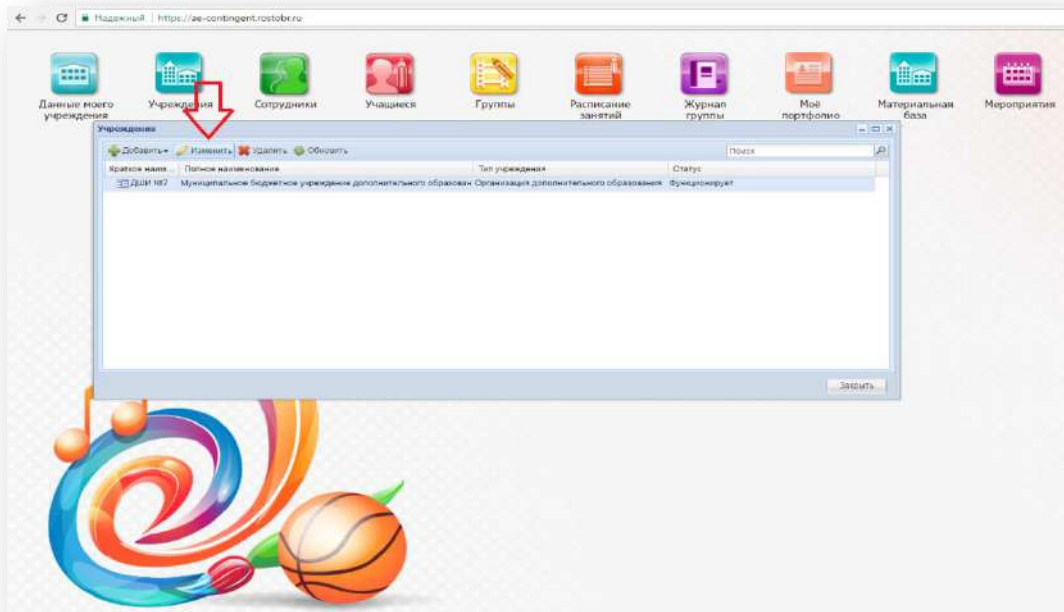 Надежный | https://ae-contingent.rostobr.ru
Данные моего учреждения
Учреждения
Сотрудники
Учащиеся
Группы
Расписание занятий
Журнал группы
Моё портфолио
Материальная база
Мероприятия
Учреждения
Добавить Изменить Удалить Обновить Поиск
Краткое наим... Полное наименование Тип учреждения Статус
ДШИ №7 Муниципальное бюджетное учреждение дополнительного образован Организация дополнительного образования Функционирует
Закрыть